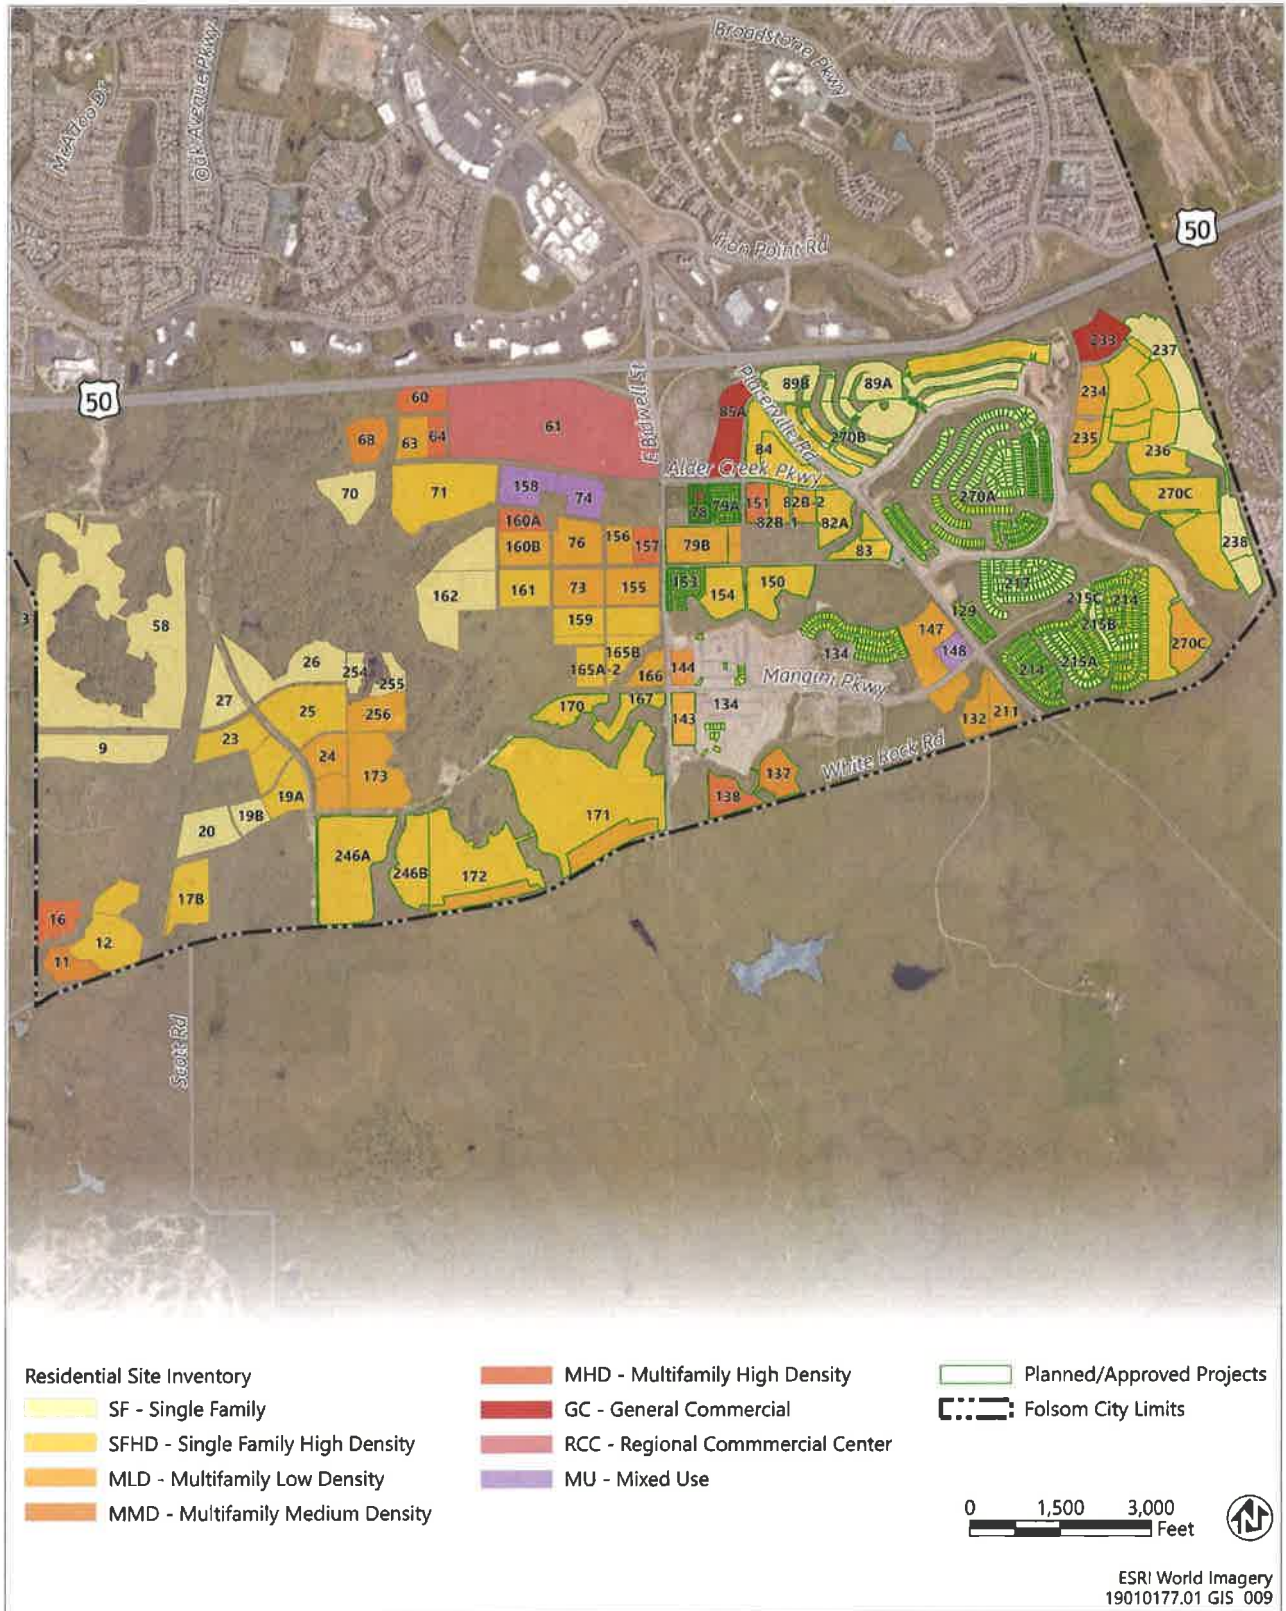 Broadstone Pkwy
McAdoo Dr
Oak Avenue Pkwy
50
Iron Point Rd
233
237
50
E Bidwell St
Placerville Rd
89B
89A
60
85A
234
61
68
63
64
270B
235
84
236
Alder Creek Pkwy
70
71
158
74
78
79A
151
82B-2
270A
270C
160A
82B-1
82A
160B
76
156
157
79B
83
238
162
161
73
155
153
154
150
217
215C
214
58
159
129
215B
147
26
165B
134
148
270C
254
255
165A-2
166
144
214
215A
27
Mangini Pkwy
25
256
170
167
143
134
132
211
23
9
24
173
137
White Rock Rd
19A
138
20
19B
171
246A
246B
172
17B
16
12
11
Scott Rd
Residential Site Inventory
SF - Single Family
SFHD - Single Family High Density
MLD - Multifamily Low Density
MMD - Multifamily Medium Density
MHD - Multifamily High Density
GC - General Commercial
RCC - Regional Commmercial Center
MU - Mixed Use
Planned/Approved Projects
Folsom City Limits
0 1,500 3,000
Feet
N
ESRI World Imagery
19010177.01 GIS 009